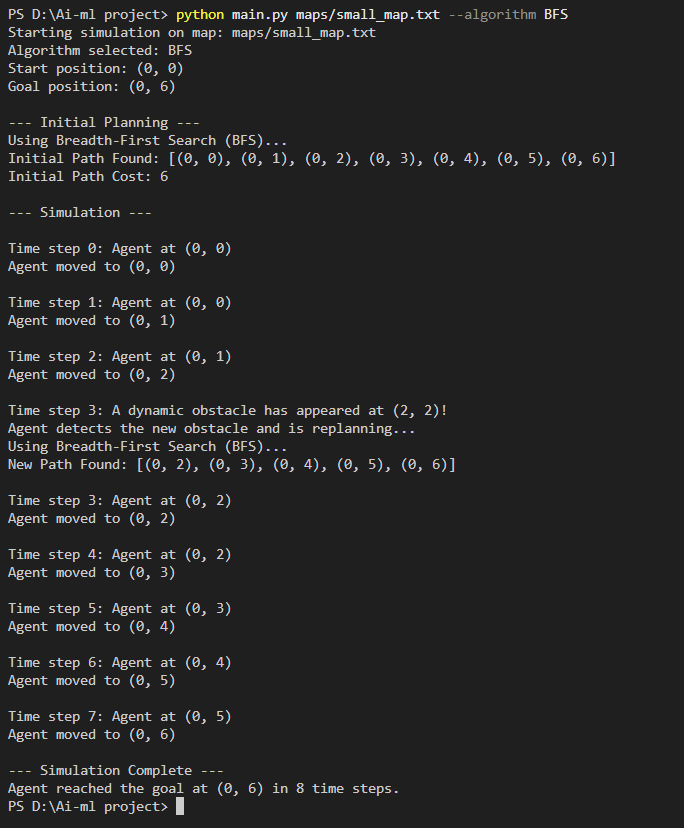 PS D:\Ai-ml project> python main.py maps/small_map.txt --algorithm BFS
Starting simulation on map: maps/small_map.txt
Algorithm selected: BFS
Start position: (0, 0)
Goal position: (0, 6)
--- Initial Planning ---
Using Breadth-First Search (BFS)...
Initial Path Found: [(0, 0), (0, 1), (0, 2), (0, 3), (0, 4), (0, 5), (0, 6)]
Initial Path Cost: 6
--- Simulation ---
Time step 0: Agent at (0, 0)
Agent moved to (0, 0)
Time step 1: Agent at (0, 0)
Agent moved to (0, 1)
Time step 2: Agent at (0, 1)
Agent moved to (0, 2)
Time step 3: A dynamic obstacle has appeared at (2, 2)!
Agent detects the new obstacle and is replanning...
Using Breadth-First Search (BFS)...
New Path Found: [(0, 2), (0, 3), (0, 4), (0, 5), (0, 6)]
Time step 3: Agent at (0, 2)
Agent moved to (0, 2)
Time step 4: Agent at (0, 2)
Agent moved to (0, 3)
Time step 5: Agent at (0, 3)
Agent moved to (0, 4)
Time step 6: Agent at (0, 4)
Agent moved to (0, 5)
Time step 7: Agent at (0, 5)
Agent moved to (0, 6)
--- Simulation Complete ---
Agent reached the goal at (0, 6) in 8 time steps.
PS D:\Ai-ml project>